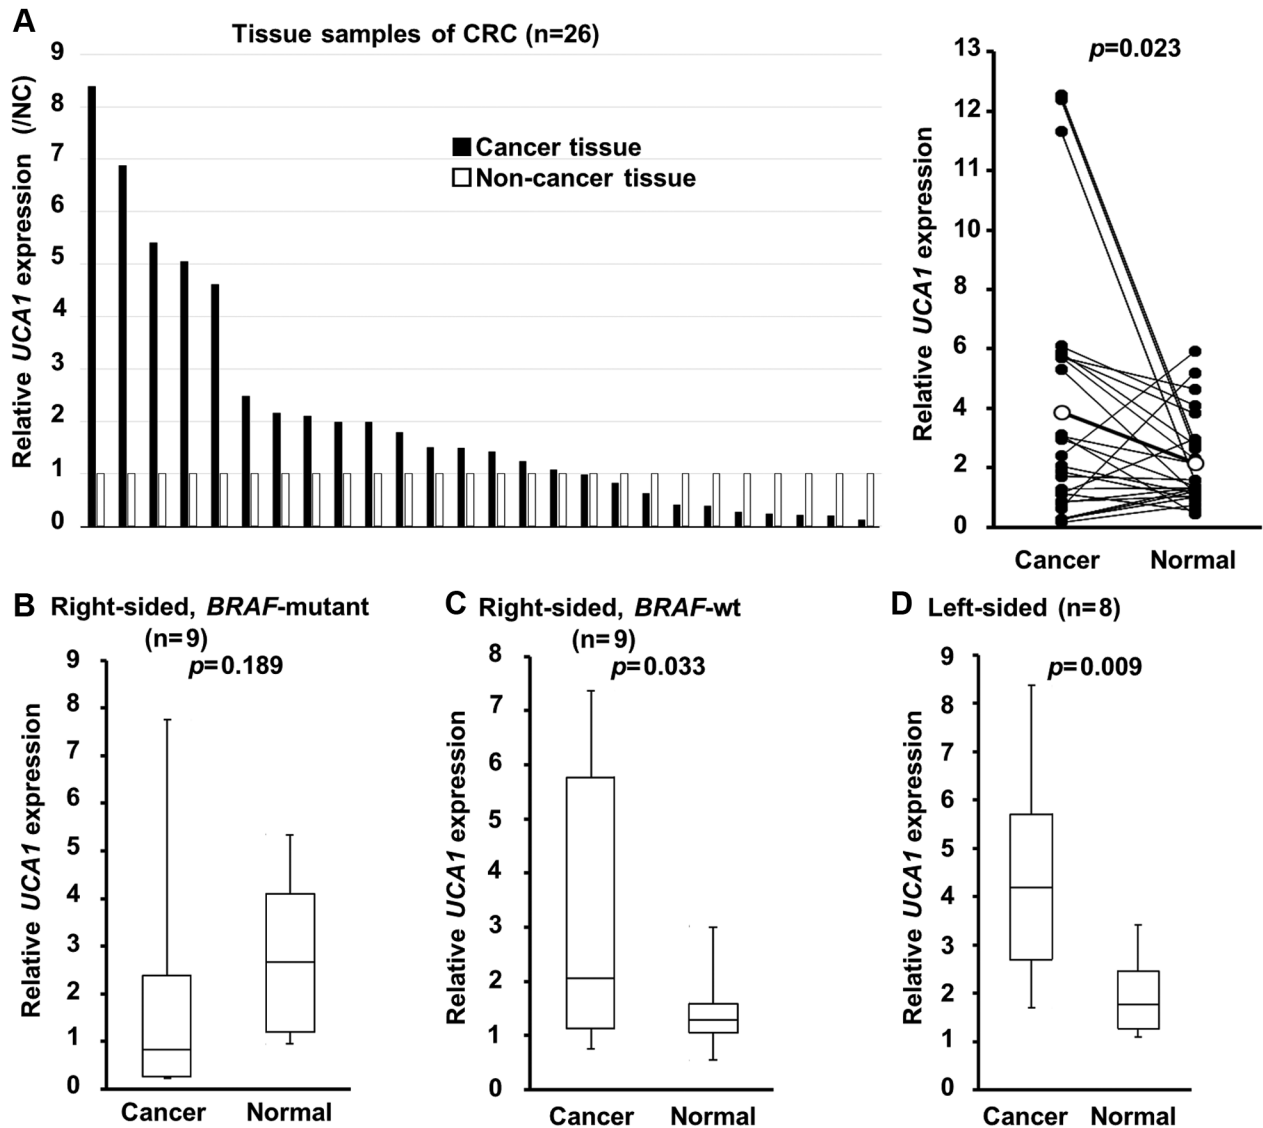 A
Tissue samples of CRC (n=26)
Relative UCA1 expression (/NC)
9
8
7
6
5
4
3
2
1
0
Cancer tissue
Non-cancer tissue
p=0.023
Relative UCA1 expression
13
12
11
10
8
6
4
2
0
Cancer Normal
B Right-sided, BRAF-mutant
(n=9)
p=0.189
Relative UCA1 expression
9
8
7
6
5
4
3
2
1
0
Cancer Normal
C Right-sided, BRAF-wt
(n=9)
p=0.033
Relative UCA1 expression
8
7
6
5
4
3
2
1
0
Cancer Normal
D Left-sided (n=8)
p=0.009
Relative UCA1 expression
9
8
7
6
5
4
3
2
1
0
Cancer Normal